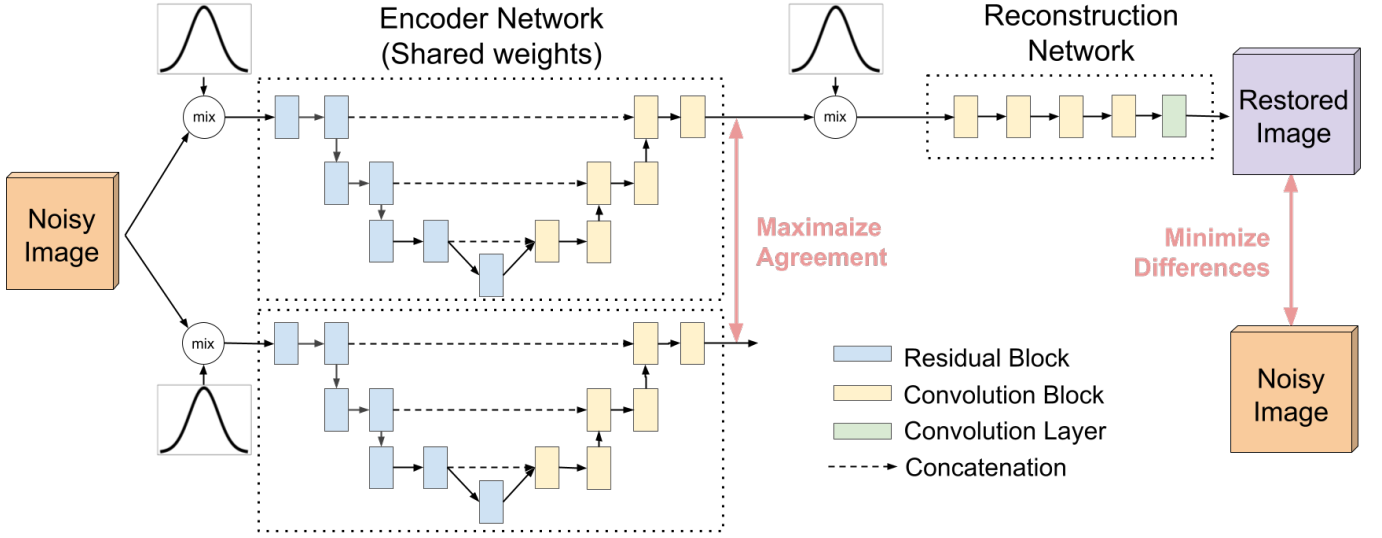 Encoder Network
(Shared weights)
Reconstruction
Network
mix
mix
Restored
Image
Noisy
Image
Maximaize
Agreement
Minimize
Differences
mix
Residual Block
Convolution Block
Convolution Layer
Concatenation
Noisy
Image